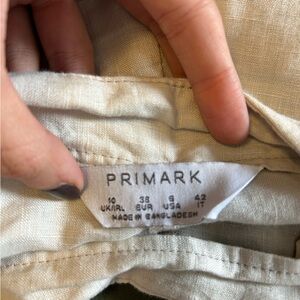 PRIMARK
10 38 6 42
UK/IRL EUR USA IT
MADE IN BANGLADESH